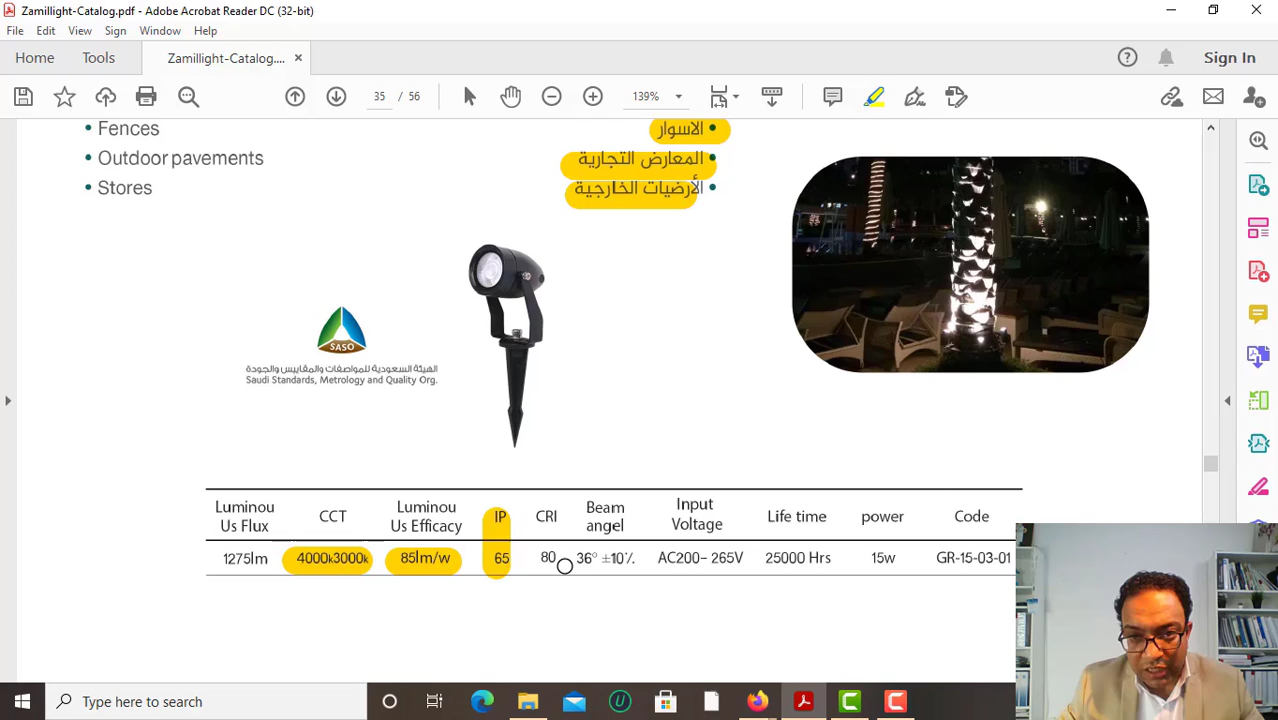 Zamillight-Catalog.pdf - Adobe Acrobat Reader DC (32-bit)
File Edit View Sign Window Help
Home Tools Zamillight-Catalog.... × Sign In
35 / 56 139%
• Fences
• Outdoor pavements
• Stores
• الاسوار
• المعارض التجارية
• الأرضيات الخارجية
SASO
الهيئة السعودية للمواصفات والمقاييس والجودة
Saudi Standards, Metrology and Quality Org.
Luminou Us Flux CCT Luminou Us Efficacy IP CRI Beam angel Input Voltage Life time power Code
1275lm 4000k3000k 85lm/w 65 80 36° ±10٪ AC200– 265V 25000 Hrs 15w GR-15-03-01
Type here to search